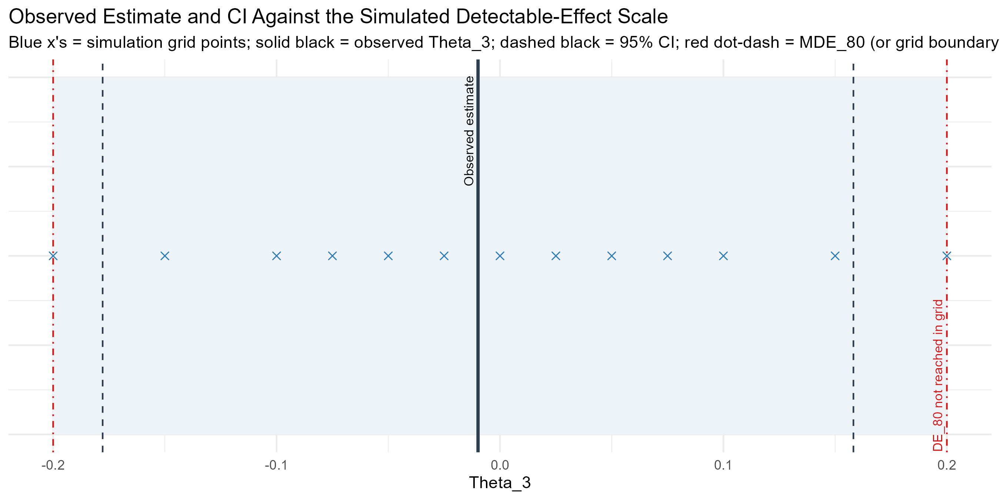 Observed Estimate and CI Against the Simulated Detectable-Effect Scale
Blue x's = simulation grid points; solid black = observed Theta_3; dashed black = 95% CI; red dot-dash = MDE_80 (or grid boundary
Observed estimate
DE_80 not reached in grid
-0.2
-0.1
0.0
0.1
0.2
Theta_3